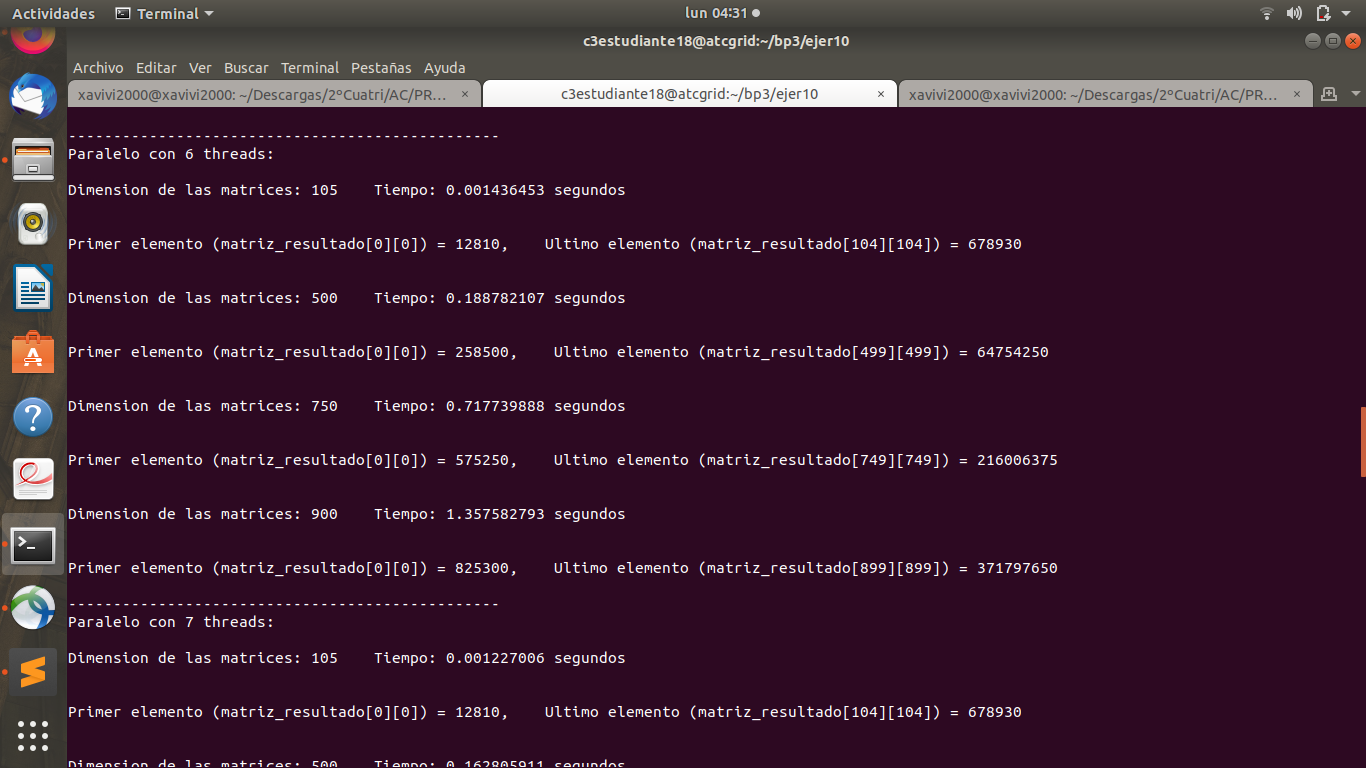 Actividades Terminal lun 04:31
c3estudiante18@atcgrid:~/bp3/ejer10
Archivo Editar Ver Buscar Terminal Pestañas Ayuda
xavivi2000@xavivi2000: ~/Descargas/2ºCuatri/AC/PR... × c3estudiante18@atcgrid:~/bp3/ejer10 × xavivi2000@xavivi2000: ~/Descargas/2ºCuatri/AC/PR... ×
------------------------------------------------
Paralelo con 6 threads:
Dimension de las matrices: 105    Tiempo: 0.001436453 segundos
Primer elemento (matriz_resultado[0][0]) = 12810,    Ultimo elemento (matriz_resultado[104][104]) = 678930
Dimension de las matrices: 500    Tiempo: 0.188782107 segundos
Primer elemento (matriz_resultado[0][0]) = 258500,    Ultimo elemento (matriz_resultado[499][499]) = 64754250
Dimension de las matrices: 750    Tiempo: 0.717739888 segundos
Primer elemento (matriz_resultado[0][0]) = 575250,    Ultimo elemento (matriz_resultado[749][749]) = 216006375
Dimension de las matrices: 900    Tiempo: 1.357582793 segundos
Primer elemento (matriz_resultado[0][0]) = 825300,    Ultimo elemento (matriz_resultado[899][899]) = 371797650
------------------------------------------------
Paralelo con 7 threads:
Dimension de las matrices: 105    Tiempo: 0.001227006 segundos
Primer elemento (matriz_resultado[0][0]) = 12810,    Ultimo elemento (matriz_resultado[104][104]) = 678930
Dimension de las matrices: 500    Tiempo: 0.162805911 segundos